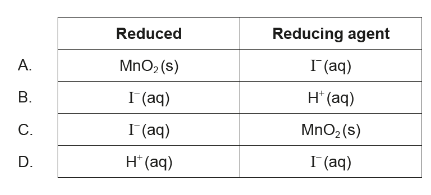 Reduced Reducing agent
A. MnO₂(s) I⁻(aq)
B. I⁻(aq) H⁺(aq)
C. I⁻(aq) MnO₂(s)
D. H⁺(aq) I⁻(aq)